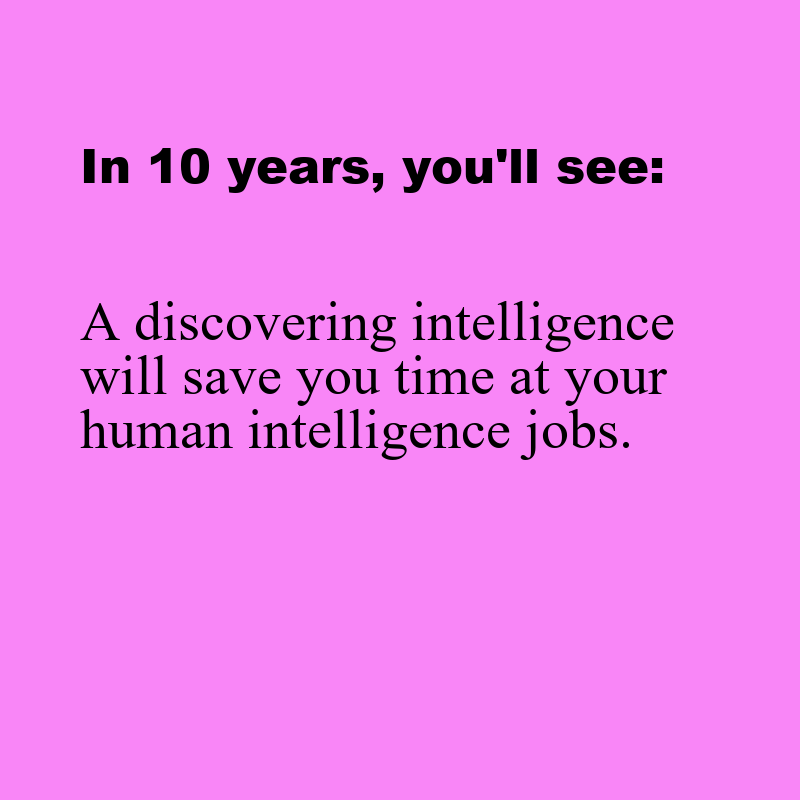 In 10 years, you'll see:
A discovering intelligence
will save you time at your
human intelligence jobs.